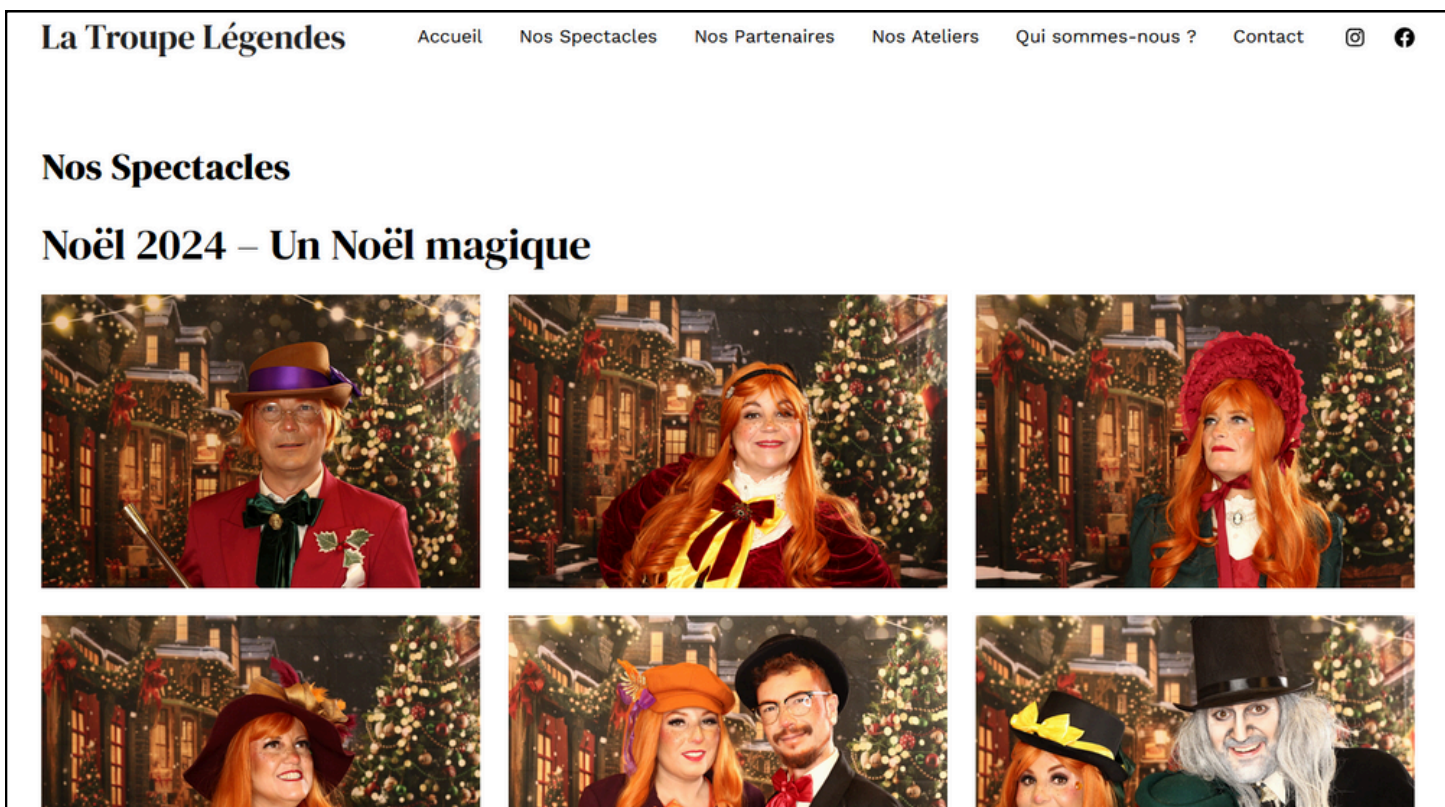 La Troupe Légendes
Accueil Nos Spectacles Nos Partenaires Nos Ateliers Qui sommes-nous ? Contact
Nos Spectacles
Noël 2024 – Un Noël magique